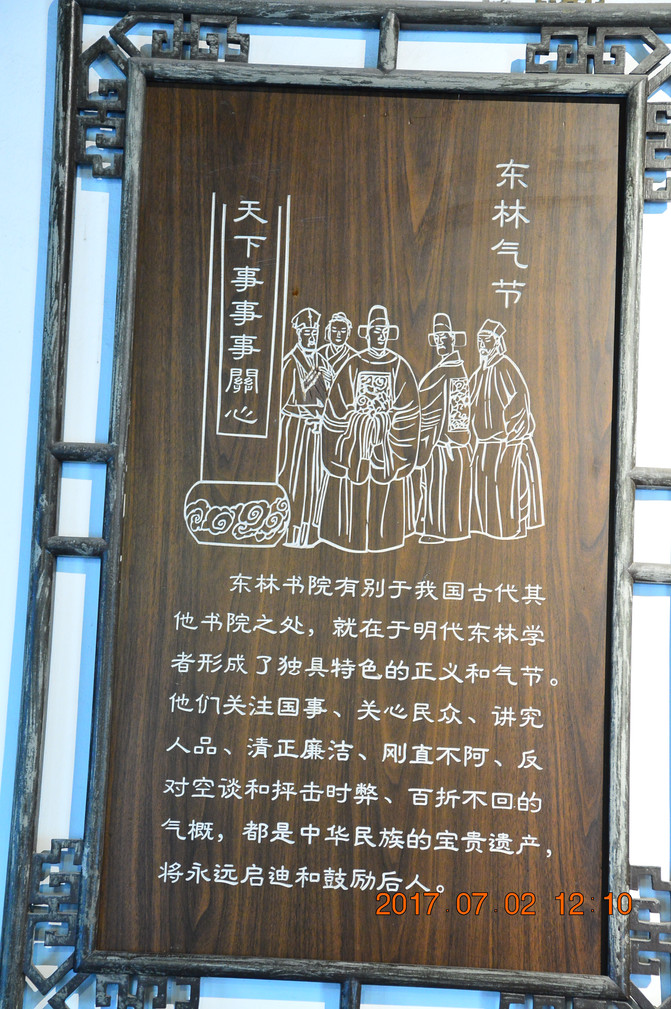 东林气节
天下事事事關心
东林书院有别于我国古代其
他书院之处，就在于明代东林学
者形成了独具特色的正义和气节。
他们关注国事、关心民众、讲究
人品、清正廉洁、刚直不阿、反
对空谈和抨击时弊、百折不回的
气概，都是中华民族的宝贵遗产，
将永远启迪和鼓励后人。
2017.07.02 12:10